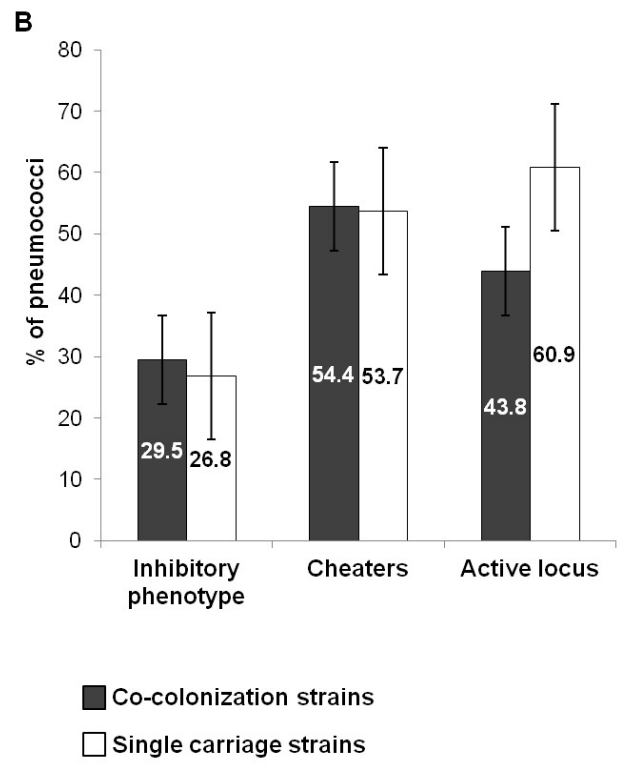 B
80
70
60
50
40
30
20
10
0
% of pneumococci
29.5 26.8
54.4 53.7
43.8
60.9
Inhibitory
phenotype
Cheaters
Active locus
Co-colonization strains
Single carriage strains